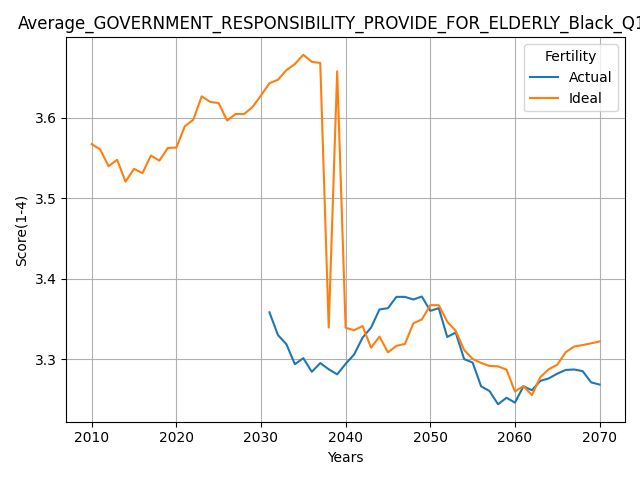 Average_GOVERNMENT_RESPONSIBILITY_PROVIDE_FOR_ELDERLY_Black_Q1
Fertility
Actual
Ideal
Score(1-4)
3.6
3.5
3.4
3.3
2010 2020 2030 2040 2050 2060 2070
Years